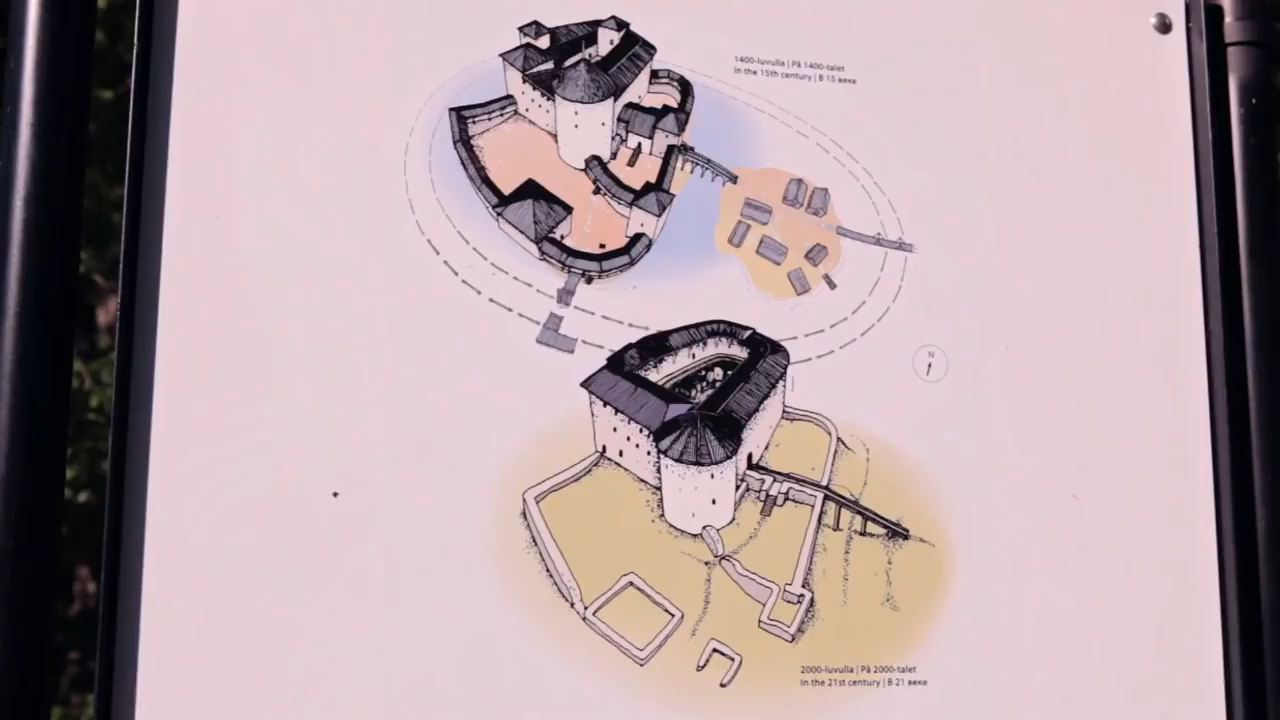 1400-luvulla | På 1400-talet
In the 15th century | В 15 веке
N
2000-luvulla | På 2000-talet
In the 21st century | В 21 веке